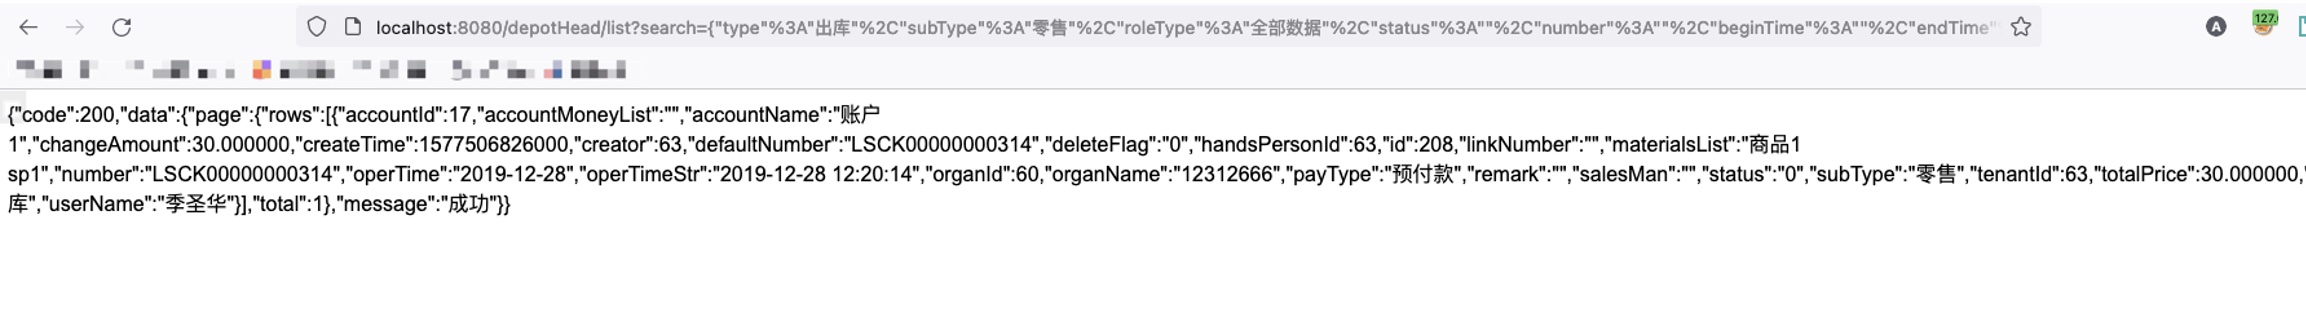 localhost:8080/depotHead/list?search={"type"%3A"出库"%2C"subType"%3A"零售"%2C"roleType"%3A"全部数据"%2C"status"%3A""%2C"number"%3A""%2C"beginTime"%3A""%2C"endTime"
A
127.
{"code":200,"data":{"page":{"rows":[{"accountId":17,"accountMoneyList":"","accountName":"账户
1","changeAmount":30.000000,"createTime":1577506826000,"creator":63,"defaultNumber":"LSCK00000000314","deleteFlag":"0","handsPersonId":63,"id":208,"linkNumber":"","materialsList":"商品1
sp1","number":"LSCK00000000314","operTime":"2019-12-28","operTimeStr":"2019-12-28 12:20:14","organId":60,"organName":"12312666","payType":"预付款","remark":"","salesMan":"","status":"0","subType":"零售","tenantId":63,"totalPrice":30.000000,"
库","userName":"季圣华"}],"total":1},"message":"成功"}}